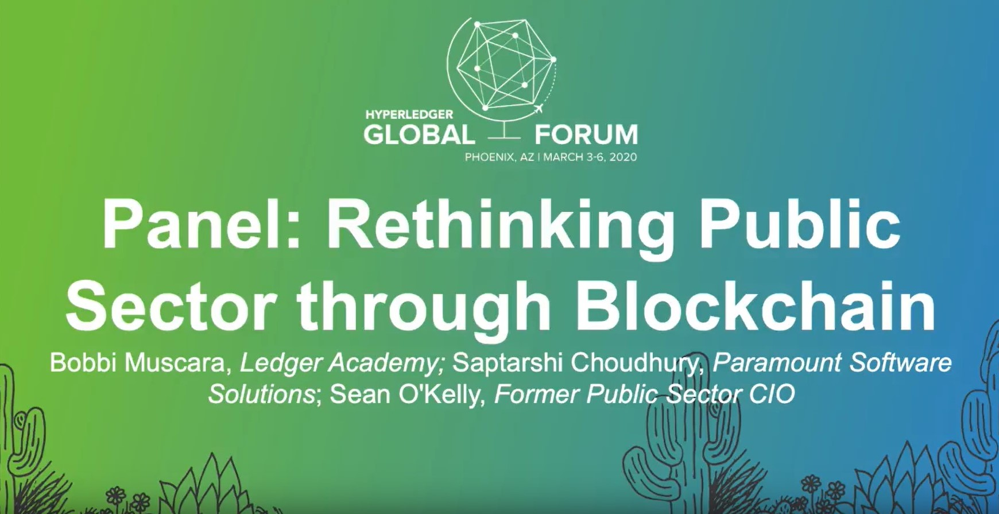 HYPERLEDGER
GLOBAL FORUM
PHOENIX, AZ | MARCH 3-6, 2020
Panel: Rethinking Public
Sector through Blockchain
Bobbi Muscara, Ledger Academy; Saptarshi Choudhury, Paramount Software
Solutions; Sean O'Kelly, Former Public Sector CIO